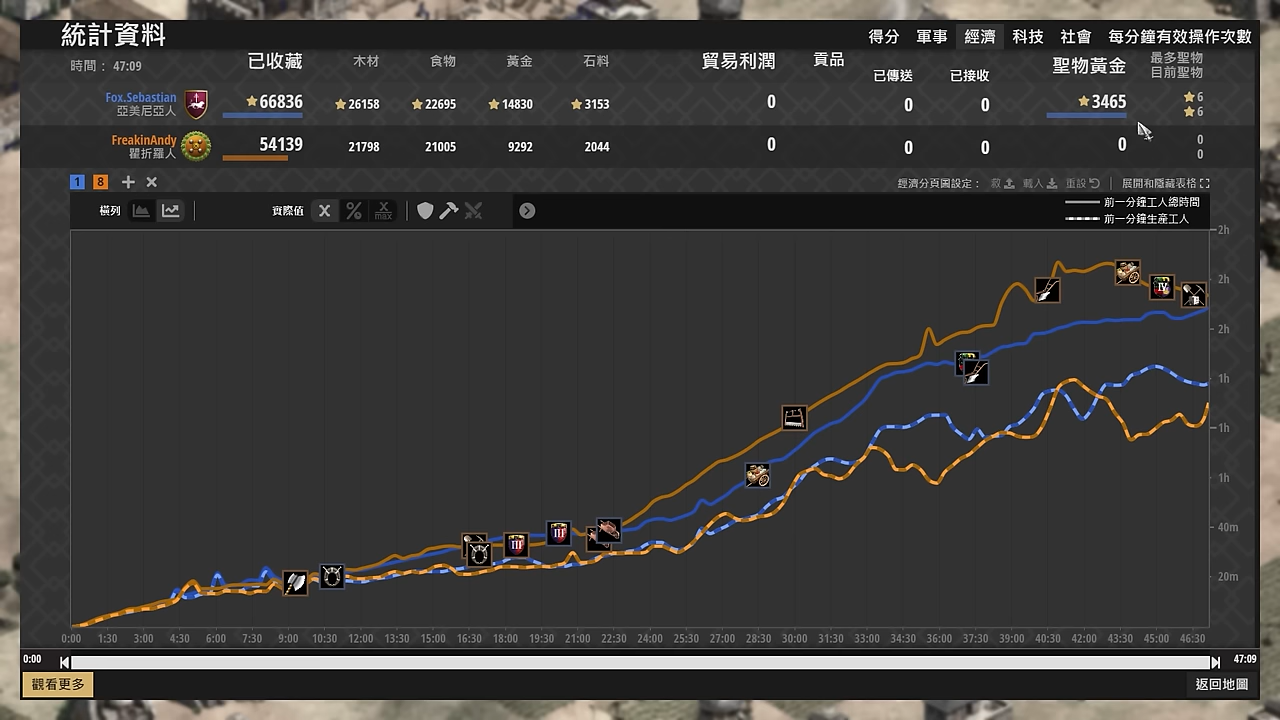 統計資料
得分 軍事 經濟 科技 社會 每分鐘有效操作次數
時間： 47:09
已收藏 木材 食物 黃金 石料 貿易利潤 貢品 已傳送 已接收 聖物黃金 最多聖物 目前聖物
Fox.Sebastian
亞美尼亞人
66836 26158 22695 14830 3153 0 0 0 3465 6 6
FreakinAndy
瞿折羅人
54139 21798 21005 9292 2044 0 0 0 0 0 0
1 8
經濟分頁圖設定： 載入 重設 展開和隱藏表格
橫列 實際值 X % X max
前一分鐘工人總時間
前一分鐘生產工人
2h
2h
2h
1h
1h
1h
40m
20m
III III IV
0:00 1:30 3:00 4:30 6:00 7:30 9:00 10:30 12:00 13:30 15:00 16:30 18:00 19:30 21:00 22:30 24:00 25:30 27:00 28:30 30:00 31:30 33:00 34:30 36:00 37:30 39:00 40:30 42:00 43:30 45:00 46:30
0:00 47:09
觀看更多 返回地圖